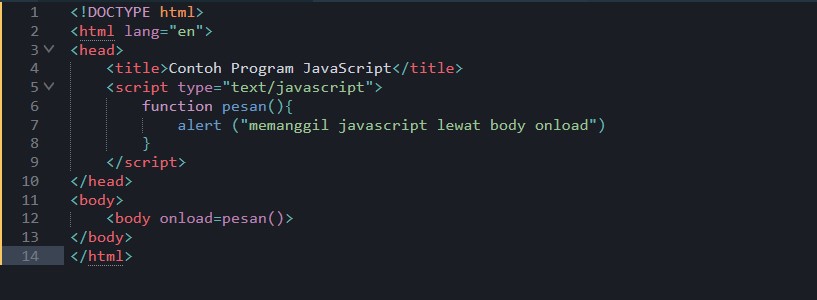 1 <!DOCTYPE html>
2 <html lang="en">
3 <head>
4     <title>Contoh Program JavaScript</title>
5     <script type="text/javascript">
6         function pesan(){
7             alert ("memanggil javascript lewat body onload")
8         }
9     </script>
10 </head>
11 <body>
12     <body onload=pesan()>
13 </body>
14 </html>